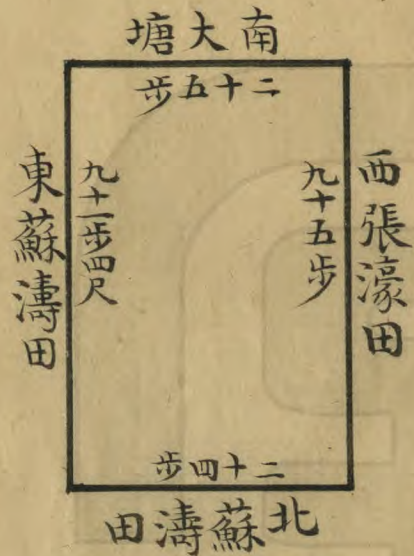 南大塘
二十五步
西張濠田
九十五步
九十一步四尺
東蘇濤田
二十四步
北蘇濤田